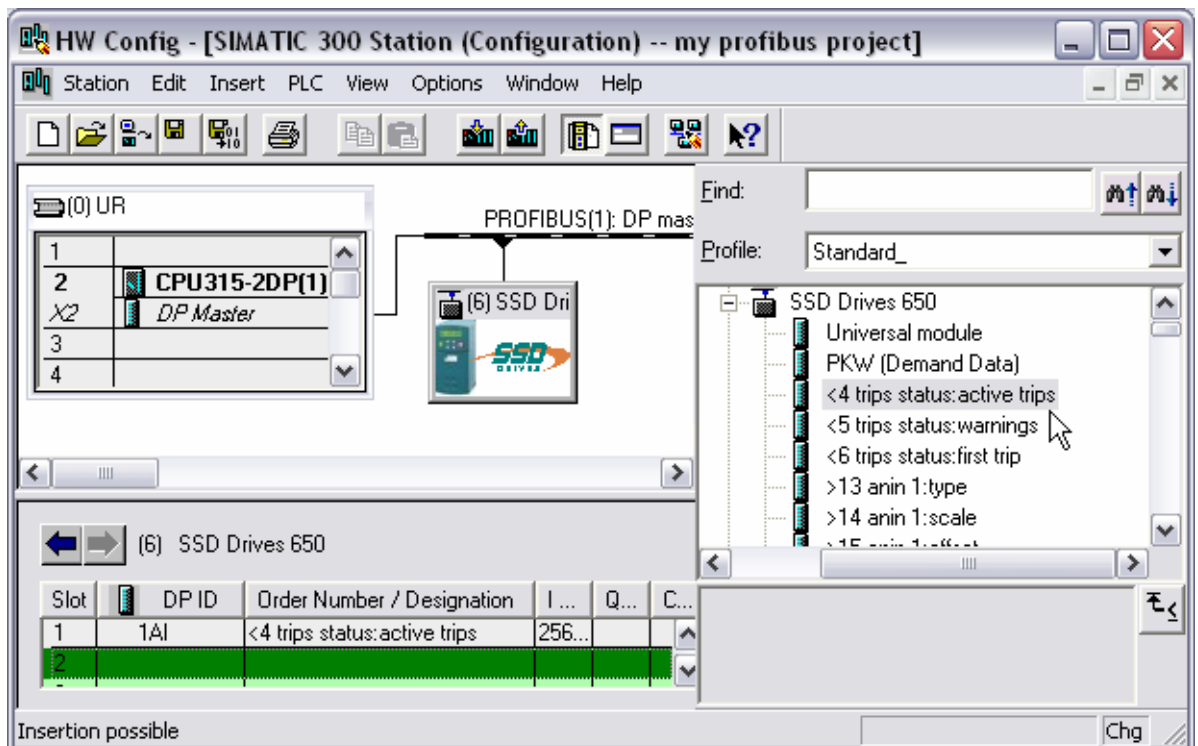 HW Config - [SIMATIC 300 Station (Configuration) -- my profibus project]
Station Edit Insert PLC View Options Window Help
(0) UR
1
2 CPU315-2DP(1)
X2 DP Master
3
4
PROFIBUS(1): DP mas
(6) SSD Dri
SSD
DRIVES
Find:
Profile: Standard_
SSD Drives 650
Universal module
PKW (Demand Data)
<4 trips status:active trips
<5 trips status:warnings
<6 trips status:first trip
>13 anin 1:type
>14 anin 1:scale
>15 anin 1:offset
(6) SSD Drives 650
Slot DP ID Order Number / Designation I ... Q... C...
1 1AI <4 trips status:active trips 256...
2
Insertion possible
Chg